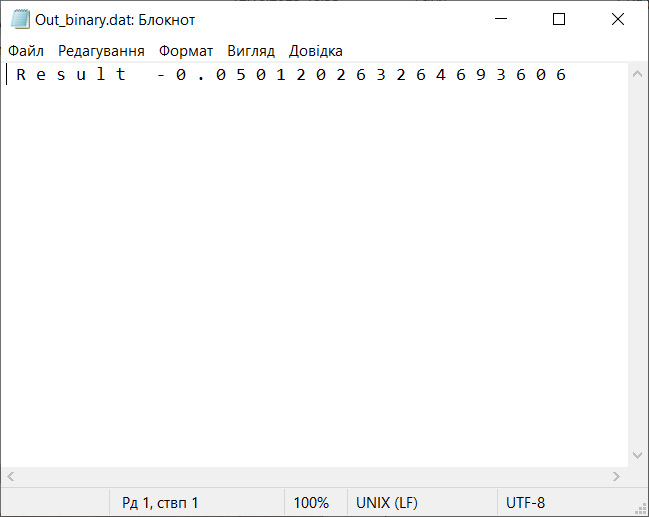 Out_binary.dat: Блокнот
Файл Редагування Формат Вигляд Довідка
R e s u l t  - 0 . 0 5 0 1 2 0 2 6 3 2 6 4 6 9 3 6 0 6
Рд 1, ствп 1 100% UNIX (LF) UTF-8